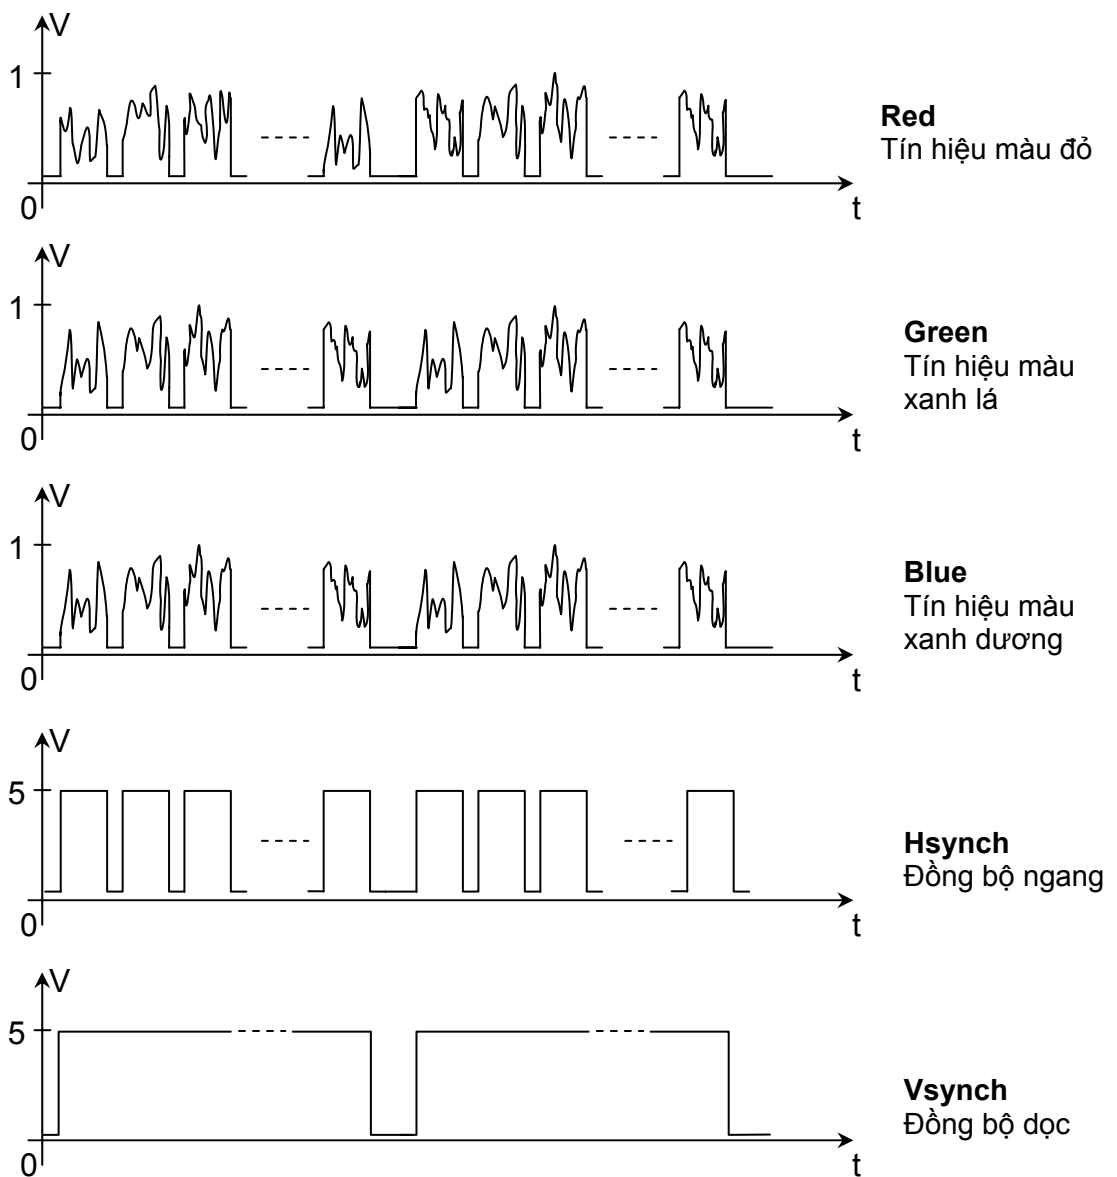 V
1
0
t
Red
Tín hiệu màu đỏ
V
1
0
t
Green
Tín hiệu màu
xanh lá
V
1
0
t
Blue
Tín hiệu màu
xanh dương
V
5
0
t
Hsynch
Đồng bộ ngang
V
5
0
t
Vsynch
Đồng bộ dọc